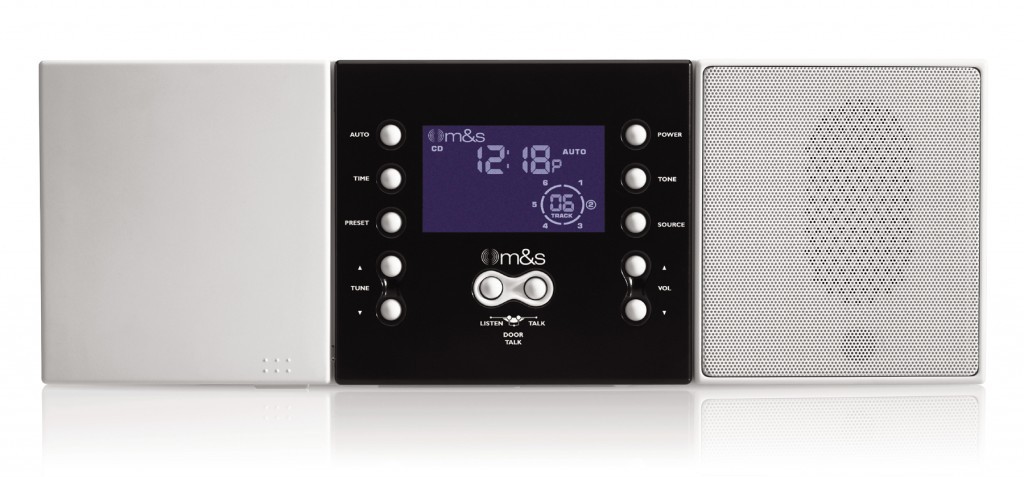 AUTO
TIME
PRESET
▲
TUNE
▼
m&s
CD
12:18P AUTO
6 1
5 06 2
TRACK
4 3
m&s
LISTEN TALK
DOOR
TALK
POWER
TONE
SOURCE
▲
VOL
▼